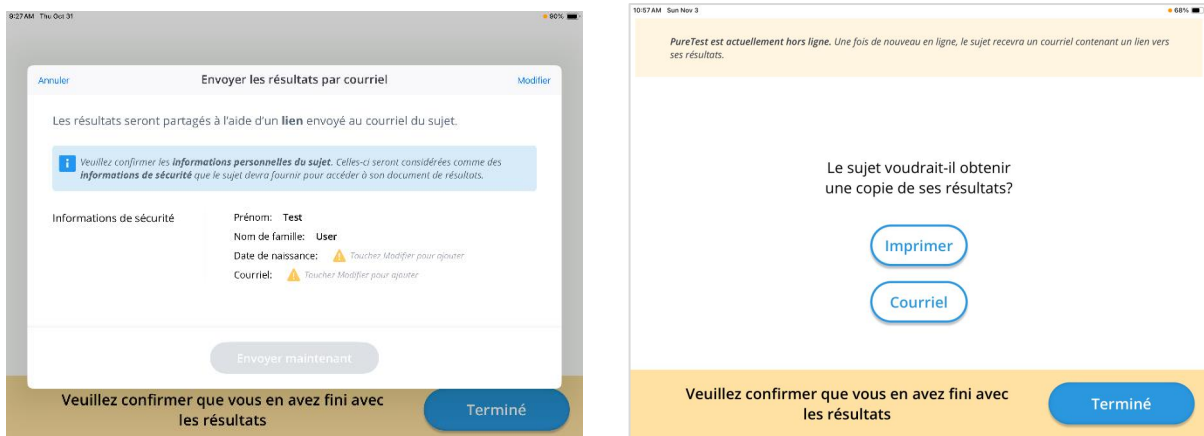 9:27 AM Thu Oct 31
90%
Annuler
Envoyer les résultats par courriel
Modifier
Les résultats seront partagés à l'aide d'un lien envoyé au courriel du sujet.
Veuillez confirmer les informations personnelles du sujet. Celles-ci seront considérées comme des
informations de sécurité que le sujet devra fournir pour accéder à son document de résultats.
Informations de sécurité
Prénom: Test
Nom de famille: User
Date de naissance: Touchez Modifier pour ajouter
Courriel: Touchez Modifier pour ajouter
Envoyer maintenant
Veuillez confirmer que vous en avez fini avec
les résultats
Terminé
10:57 AM Sun Nov 3
68%
PureTest est actuellement hors ligne. Une fois de nouveau en ligne, le sujet recevra un courriel contenant un lien vers
ses résultats.
Le sujet voudrait-il obtenir
une copie de ses résultats?
Imprimer
Courriel
Veuillez confirmer que vous en avez fini avec
les résultats
Terminé